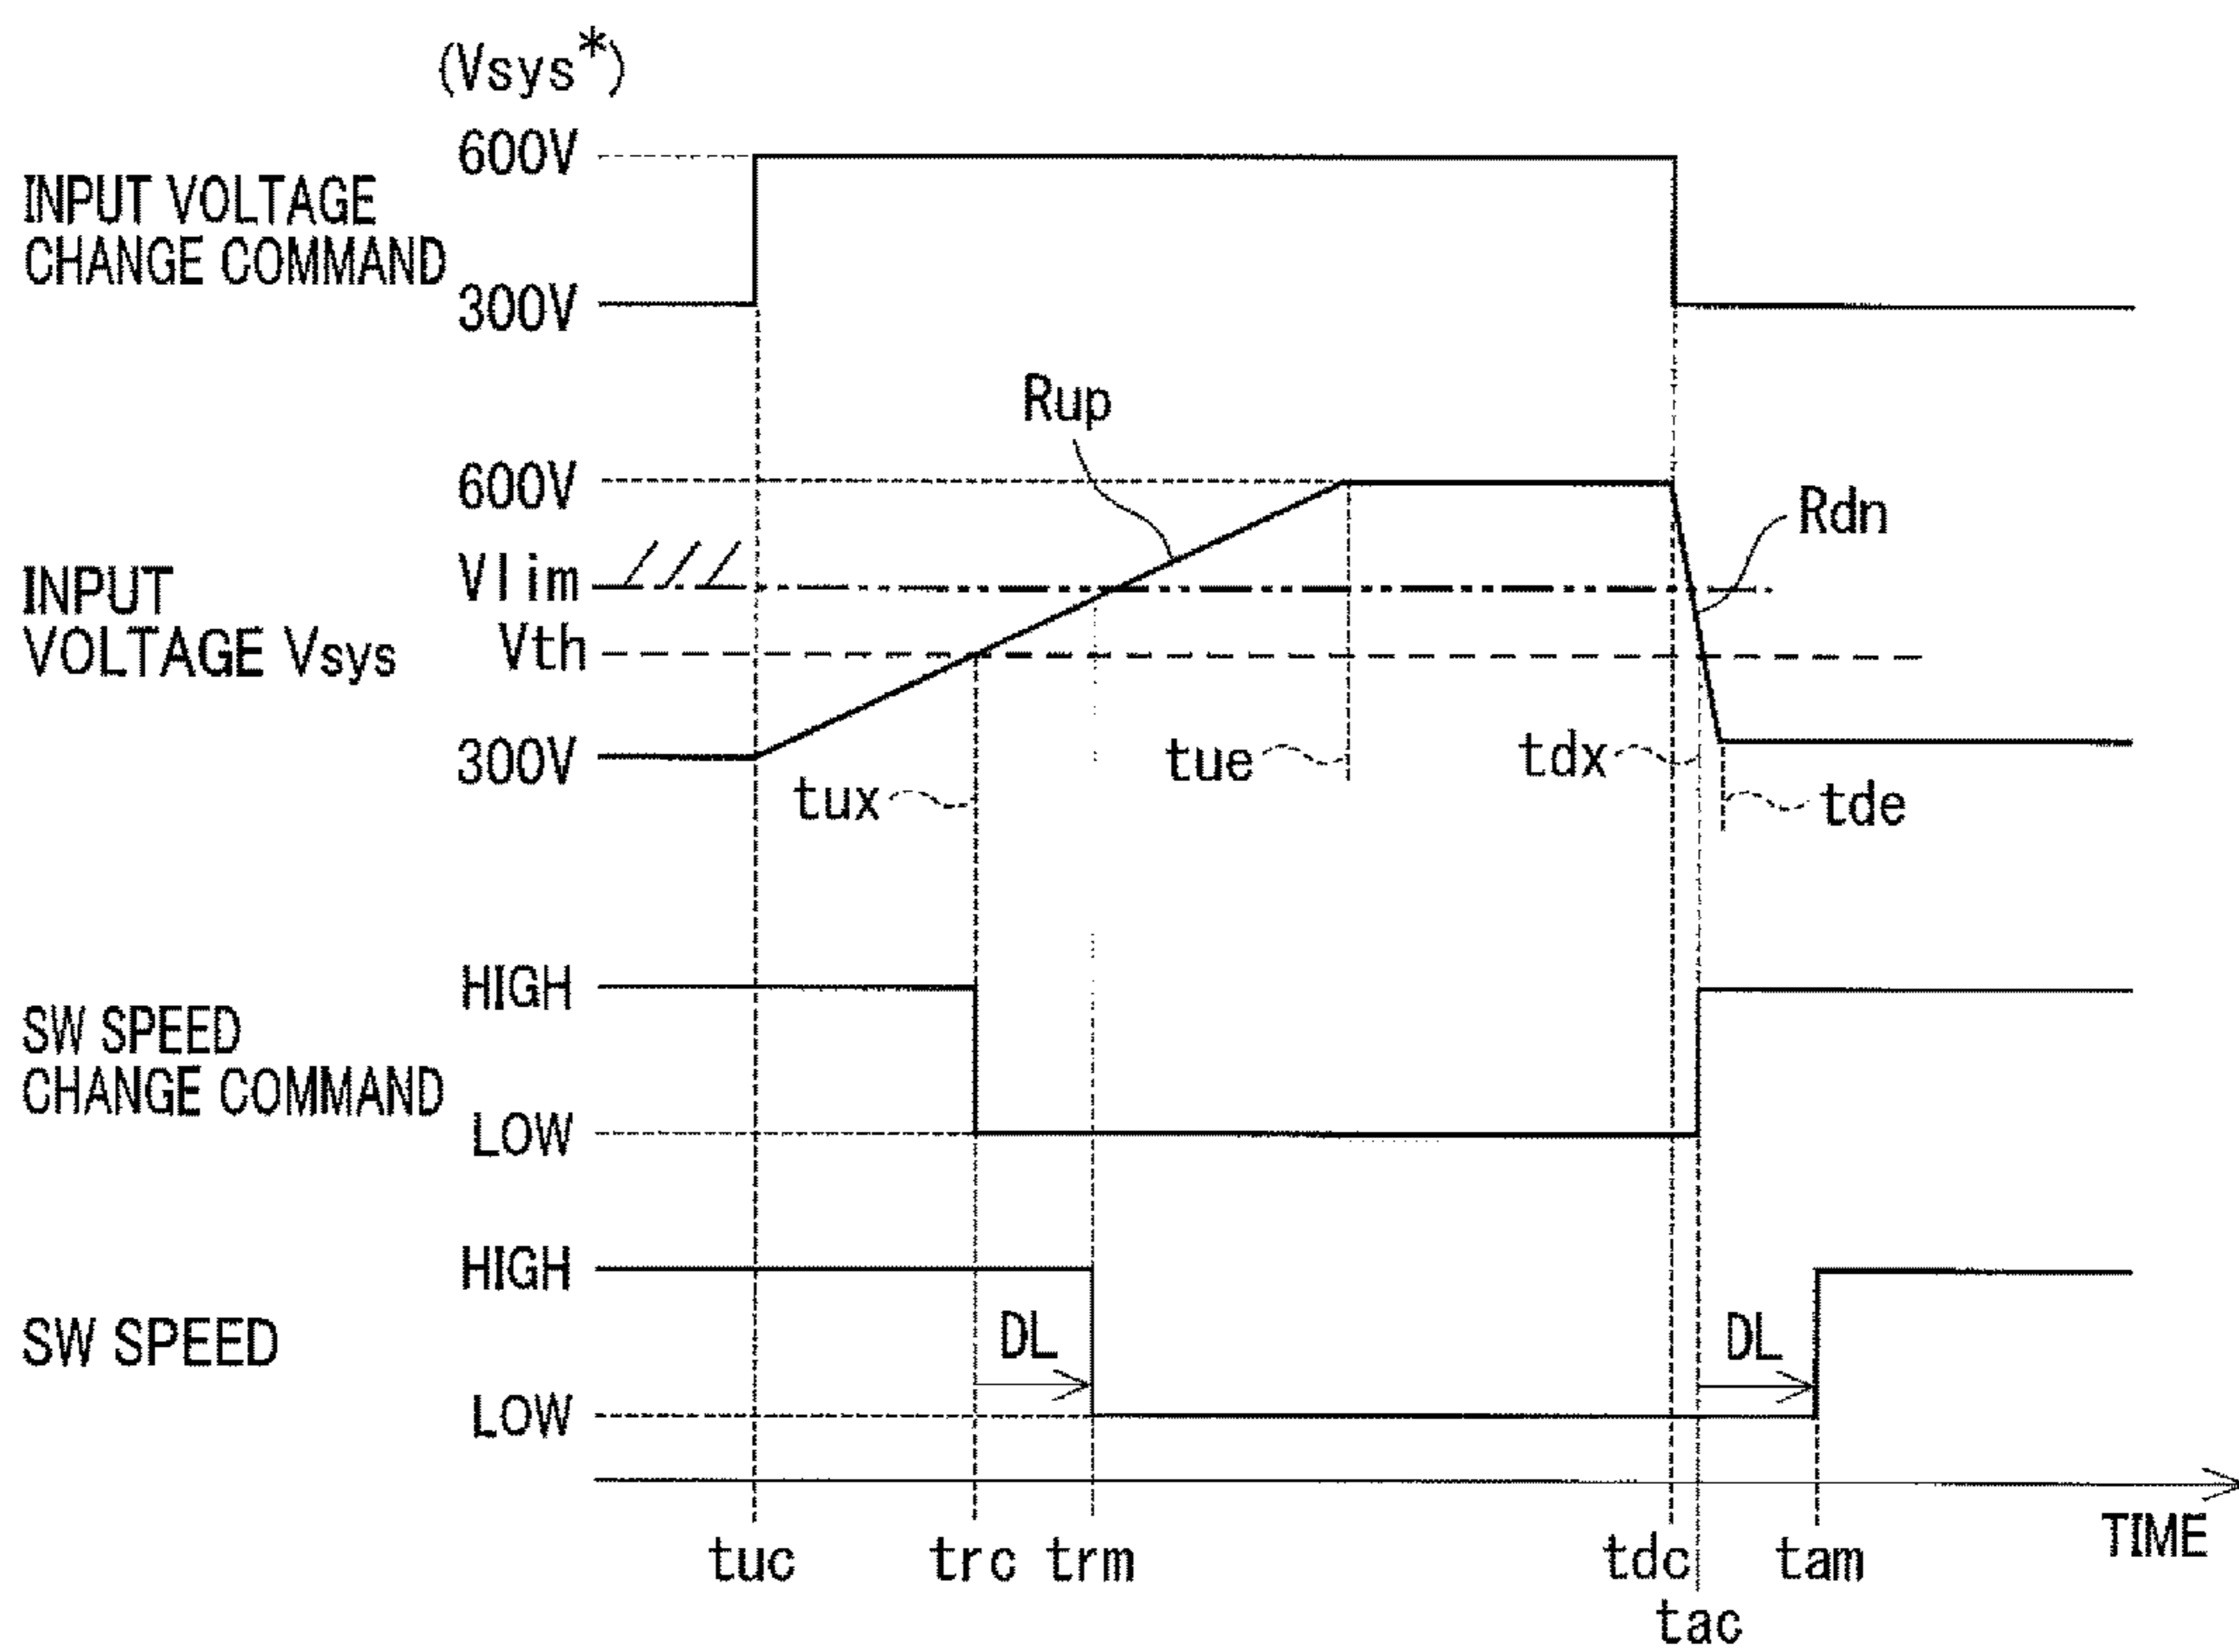 (Vsys*)
600V
INPUT VOLTAGE
CHANGE COMMAND
300V
Rup
600V
Rdn
Vlim
INPUT
VOLTAGE Vsys
Vth
300V
tux
tue
tdx
tde
HIGH
SW SPEED
CHANGE COMMAND
LOW
HIGH
SW SPEED
DL
DL
LOW
TIME
tuc
trc
trm
tdc
tam
tac